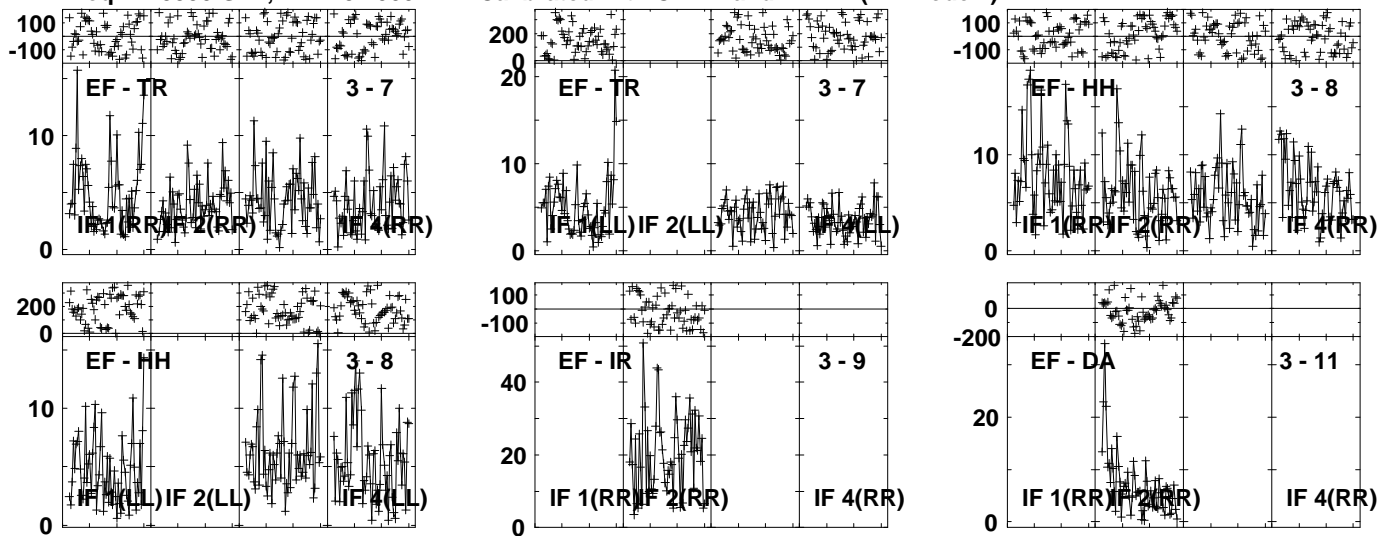 100
-100
EF - TR 3 - 7
10
0
IF 1(RR) IF 2(RR) IF 4(RR)
200
0
20
EF - TR 3 - 7
10
0
IF 1(LL) IF 2(LL) IF 4(LL)
100
-100
EF - HH 3 - 8
10
0
IF 1(RR) IF 2(RR) IF 4(RR)
200
0
EF - HH 3 - 8
10
0
IF 1(LL) IF 2(LL) IF 4(LL)
100
-100
EF - IR 3 - 9
40
20
0
IF 1(RR) IF 2(RR) IF 4(RR)
0
-200
EF - DA 3 - 11
20
0
IF 1(RR) IF 2(RR) IF 4(RR)